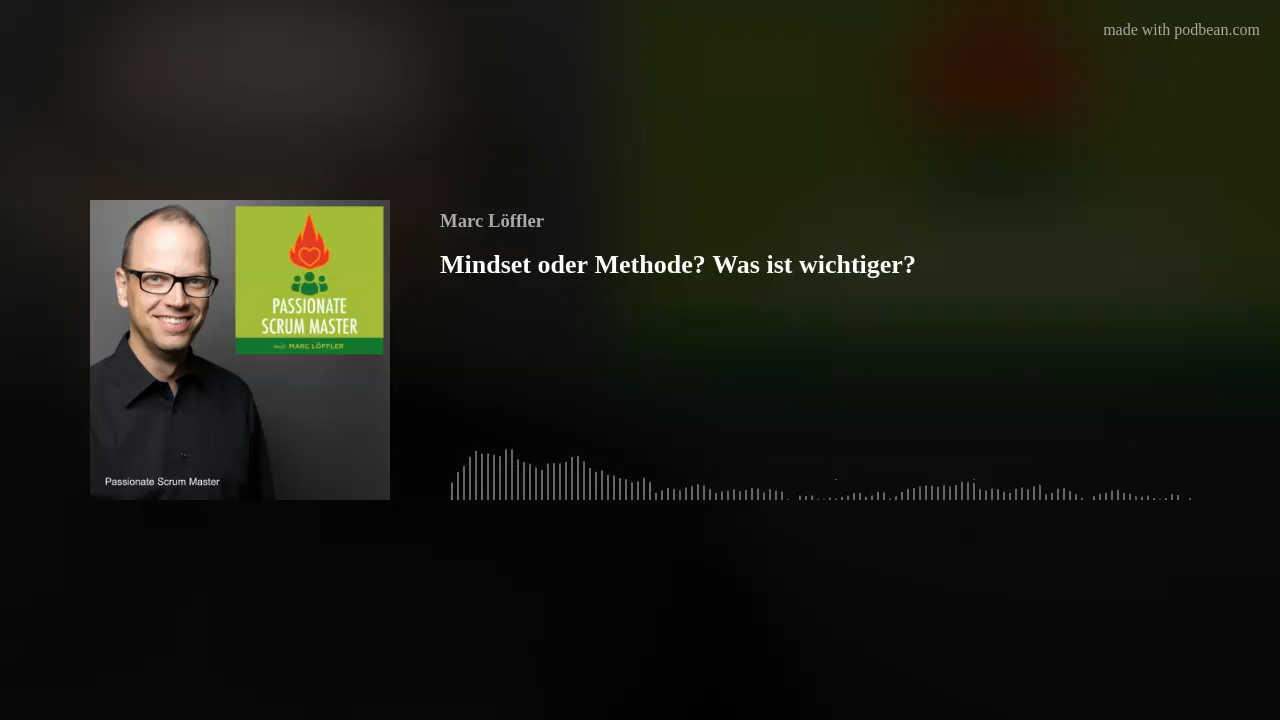 made with podbean.com
Marc Löffler
Mindset oder Methode? Was ist wichtiger?
PASSIONATE
SCRUM MASTER
mit MARC LÖFFLER
Passionate Scrum Master